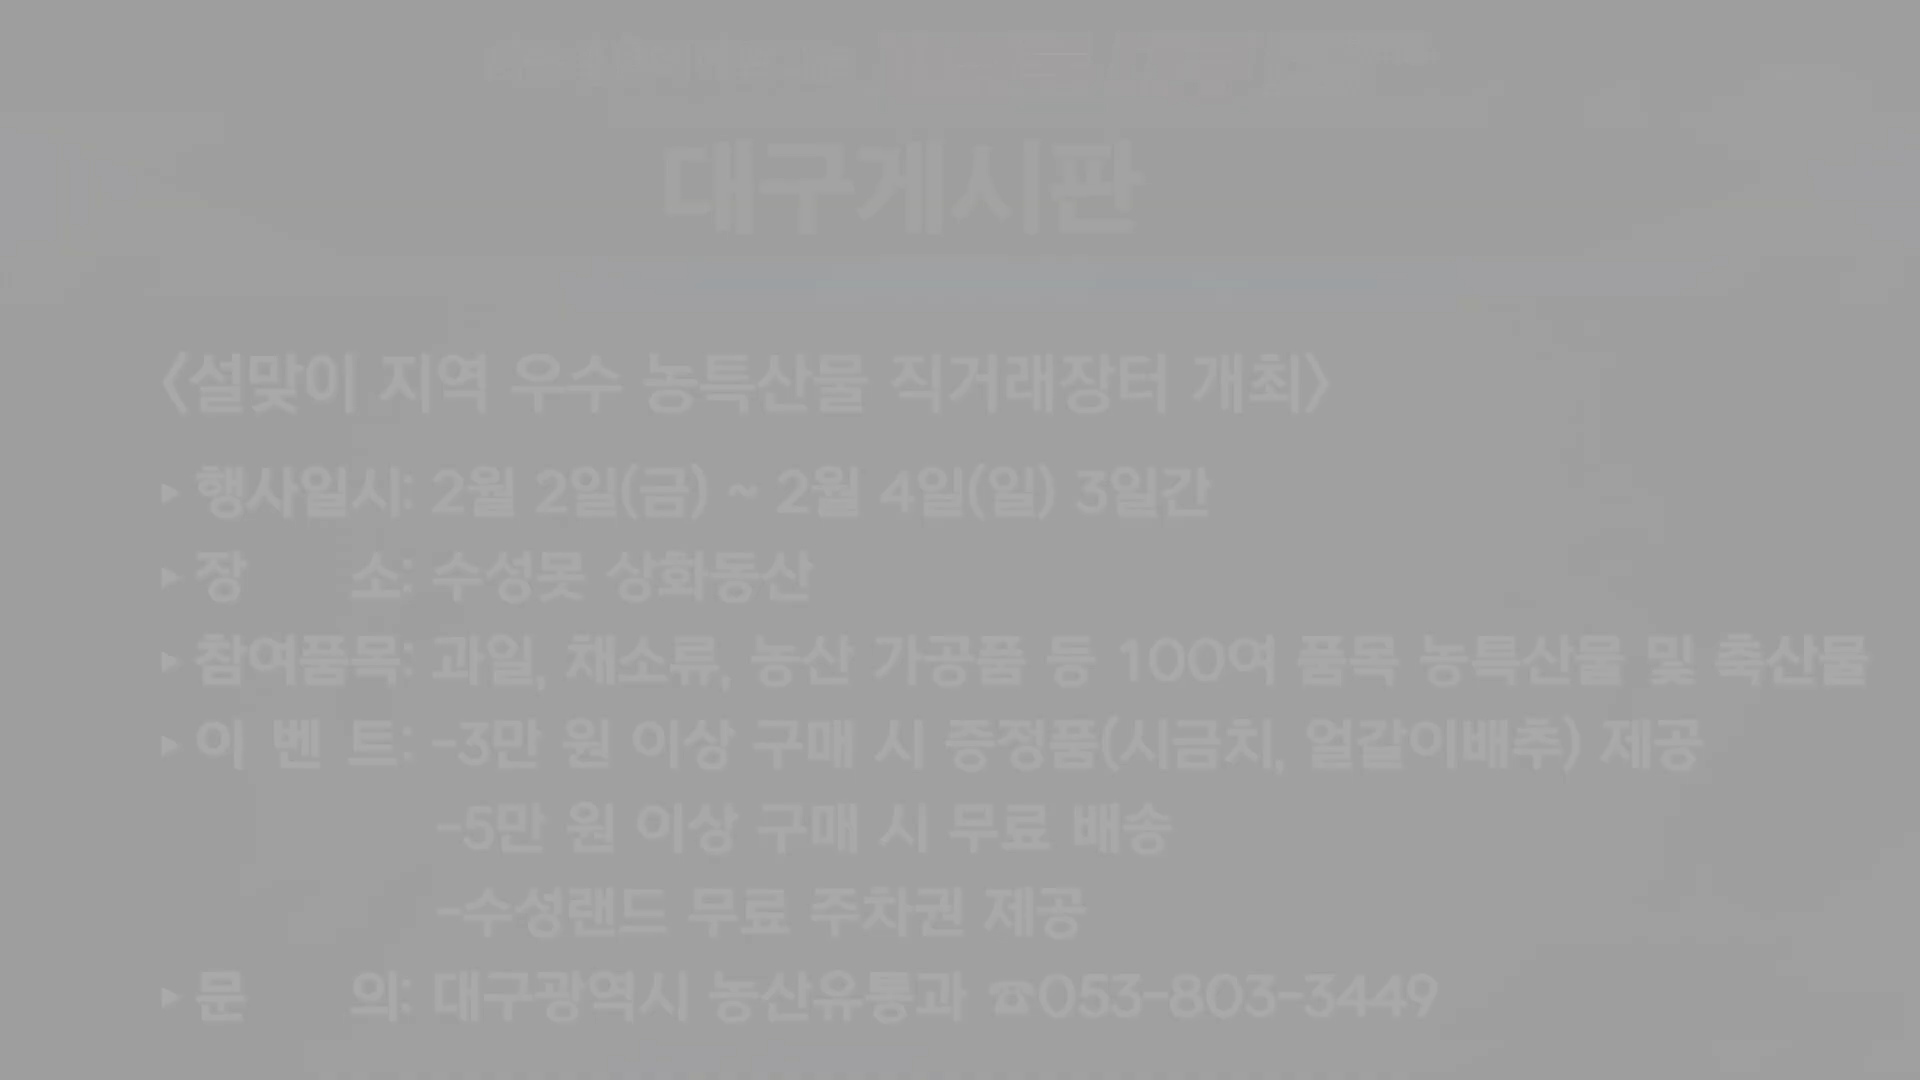 대구게시판
<설맞이 지역 우수 농특산물 직거래장터 개최>
▸ 행사일시: 2월 2일(금) ~ 2월 4일(일) 3일간
▸ 장 소: 수성못 상화동산
▸ 참여품목: 과일, 채소류, 농산 가공품 등 100여 품목 농특산물 및 축산물
▸ 이 벤 트: -3만 원 이상 구매 시 증정품(시금치, 얼갈이배추) 제공
-5만 원 이상 구매 시 무료 배송
-수성랜드 무료 주차권 제공
▸ 문 의: 대구광역시 농산유통과 ☎053-803-3449